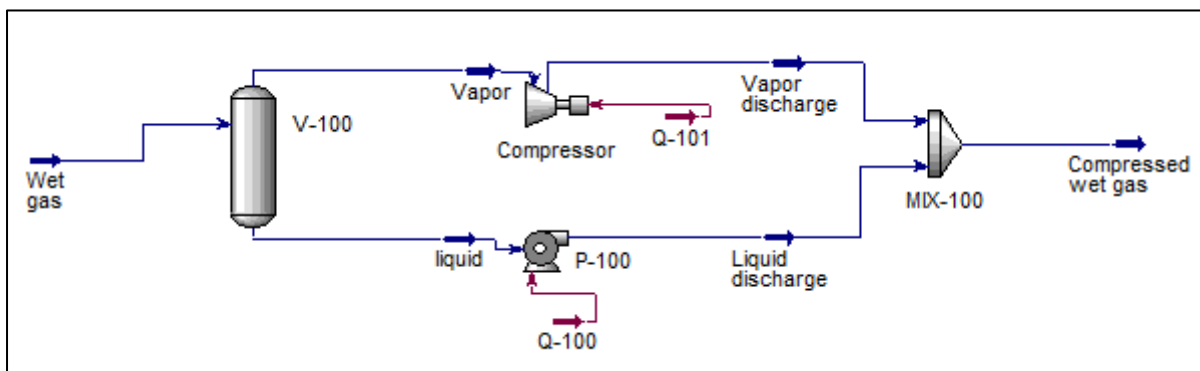 Vapor
Vapor
discharge
V-100
Q-101
Compressor
Wet
gas
MIX-100
Compressed
wet gas
liquid
P-100
Liquid
discharge
Q-100